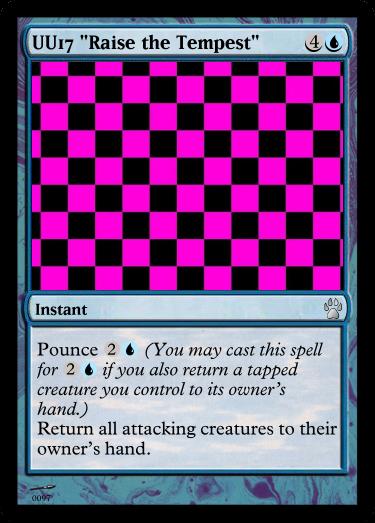 UU17 "Raise the Tempest" 4
Instant
Pounce 2 (You may cast this spell
for 2 if you also return a tapped
creature you control to its owner's
hand.)
Return all attacking creatures to their
owner's hand.
0097